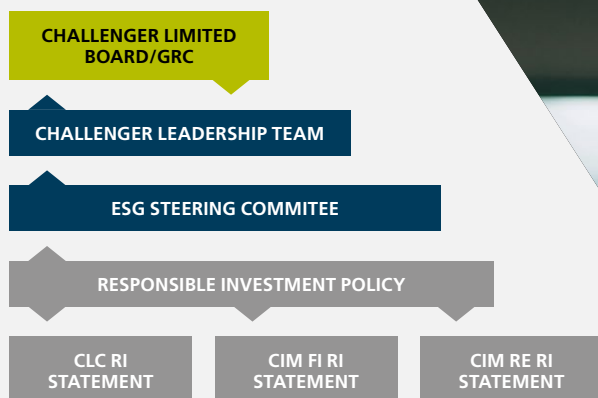 CHALLENGER LIMITED
BOARD/GRC
CHALLENGER LEADERSHIP TEAM
ESG STEERING COMMITEE
RESPONSIBLE INVESTMENT POLICY
CLC RI
STATEMENT
CIM FI RI
STATEMENT
CIM RE RI
STATEMENT